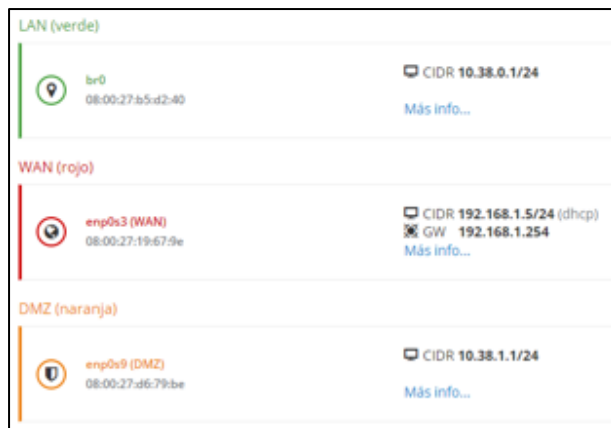 LAN (verde)
br0
08:00:27:b5:d2:40
CIDR 10.38.0.1/24
Más info...
WAN (rojo)
enp0s3 (WAN)
08:00:27:19:67:9e
CIDR 192.168.1.5/24 (dhcp)
GW 192.168.1.254
Más info...
DMZ (naranja)
enp0s9 (DMZ)
08:00:27:d6:79:be
CIDR 10.38.1.1/24
Más info...